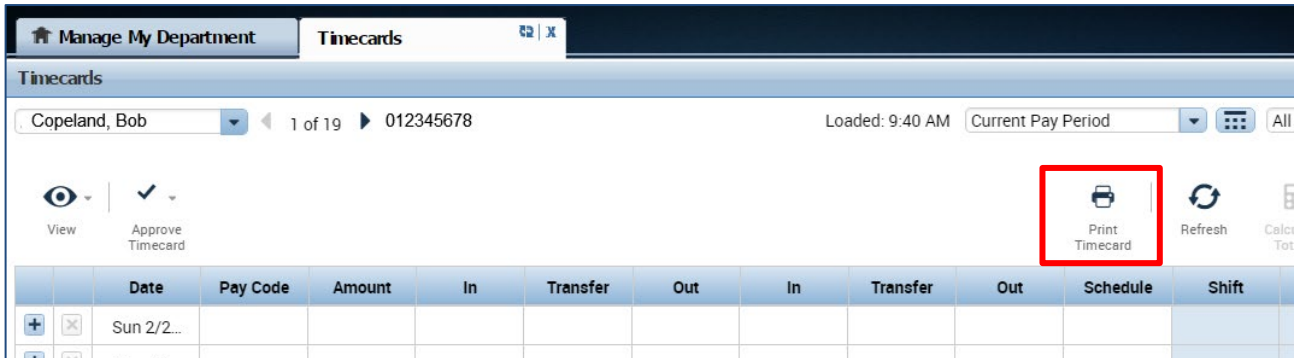 Manage My Department Timecards
Timecards
Copeland, Bob 1 of 19 012345678 Loaded: 9:40 AM Current Pay Period All
View Approve Timecard Print Timecard Refresh
Date Pay Code Amount In Transfer Out In Transfer Out Schedule Shift
Sun 2/2...